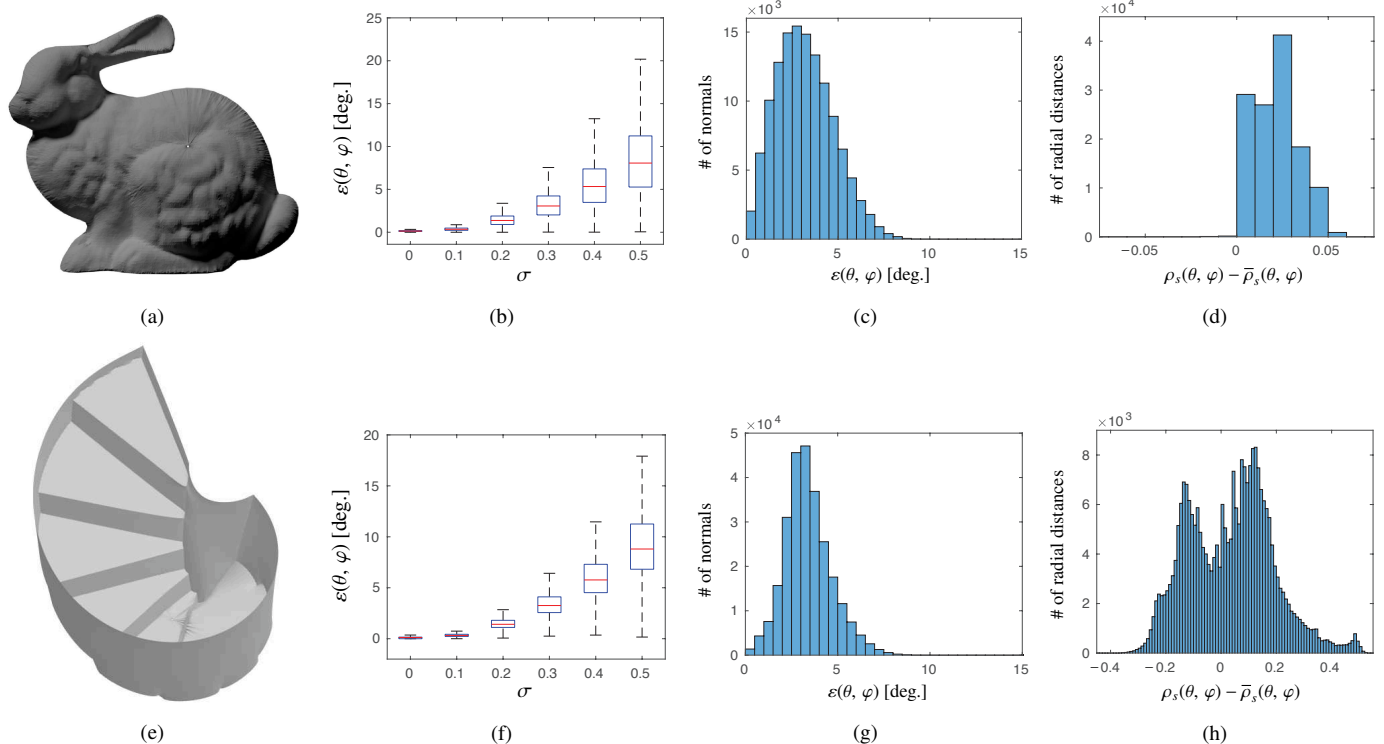 25
20
15
10
5
0
ε(θ, φ) [deg.]
0 0.1 0.2 0.3 0.4 0.5
σ
×10³
15
10
5
0
# of normals
0 5 10 15
ε(θ, φ) [deg.]
×10⁴
4
3
2
1
0
# of radial distances
−0.05 0 0.05
ρₛ(θ, φ) − ρ̅ₛ(θ, φ)
(a) (b) (c) (d)
20
15
10
5
0
ε(θ, φ) [deg.]
0 0.1 0.2 0.3 0.4 0.5
σ
×10⁴
5
4
3
2
1
0
# of normals
0 5 10 15
ε(θ, φ) [deg.]
×10³
8
6
4
2
0
# of radial distances
−0.4 −0.2 0 0.2 0.4
ρₛ(θ, φ) − ρ̅ₛ(θ, φ)
(e) (f) (g) (h)